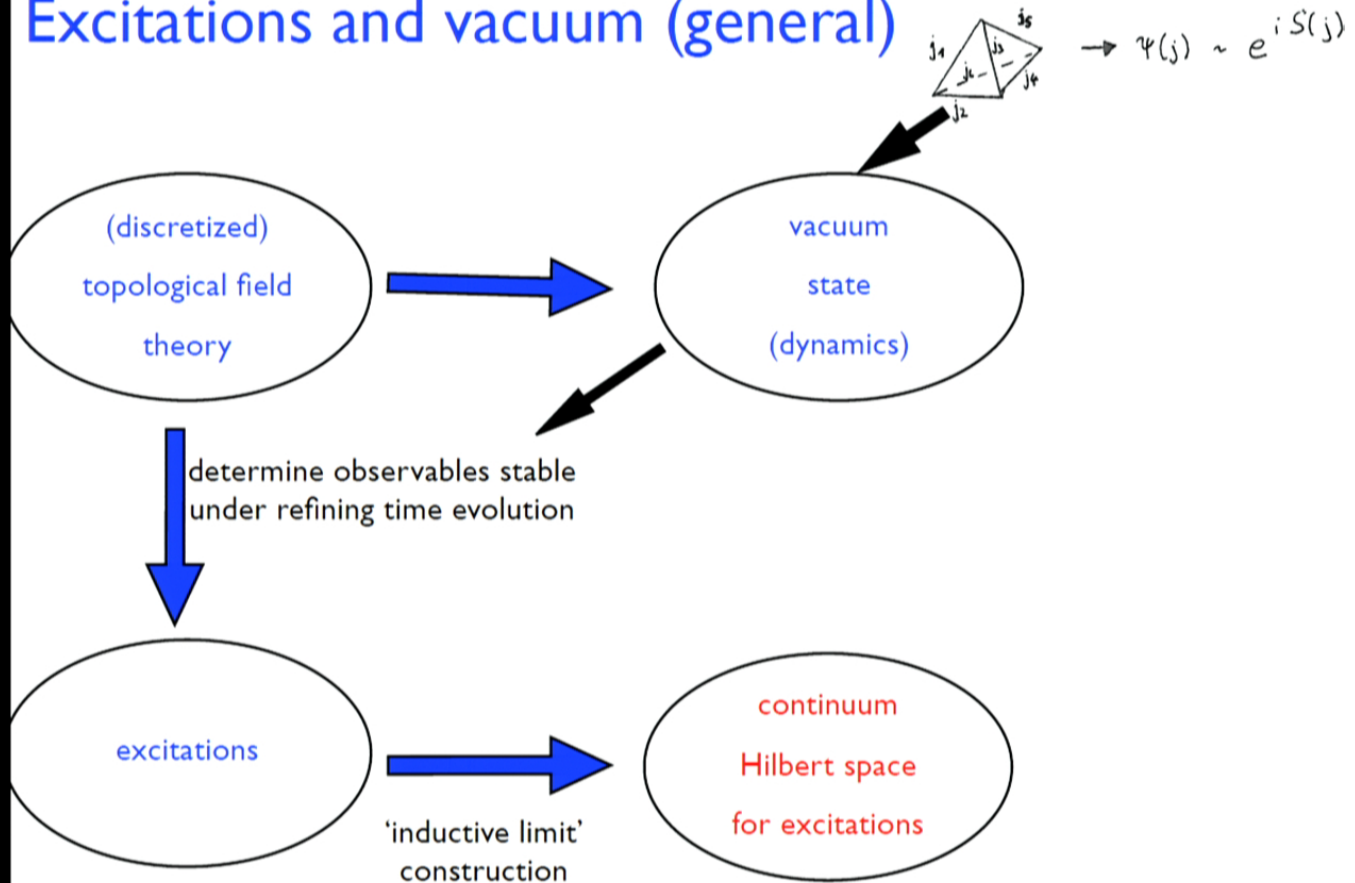 Excitations and vacuum (general)
j₁ j₂ j₃ j₄ j₅ j₆ → ψ(j) ~ e^{i S(j)}
(discretized)
topological field
theory
vacuum
state
(dynamics)
determine observables stable
under refining time evolution
excitations
'inductive limit'
construction
continuum
Hilbert space
for excitations